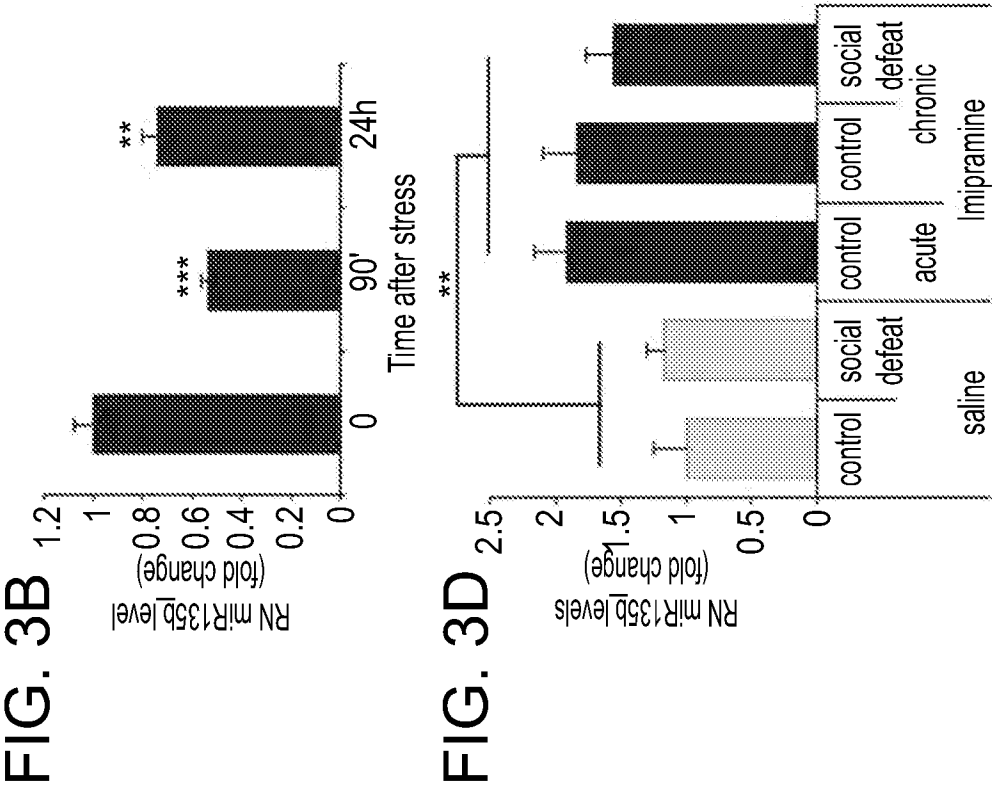 FIG. 3B
RN miR135b level
(fold change)
1.2
1
0.8
0.6
0.4
0.2
0
***
**
0
90'
24h
Time after stress
FIG. 3D
RN miR135b levels
(fold change)
2.5
2
1.5
1
0.5
0
**
control
social
defeat
control
control
social
defeat
saline
acute
chronic
Imipramine